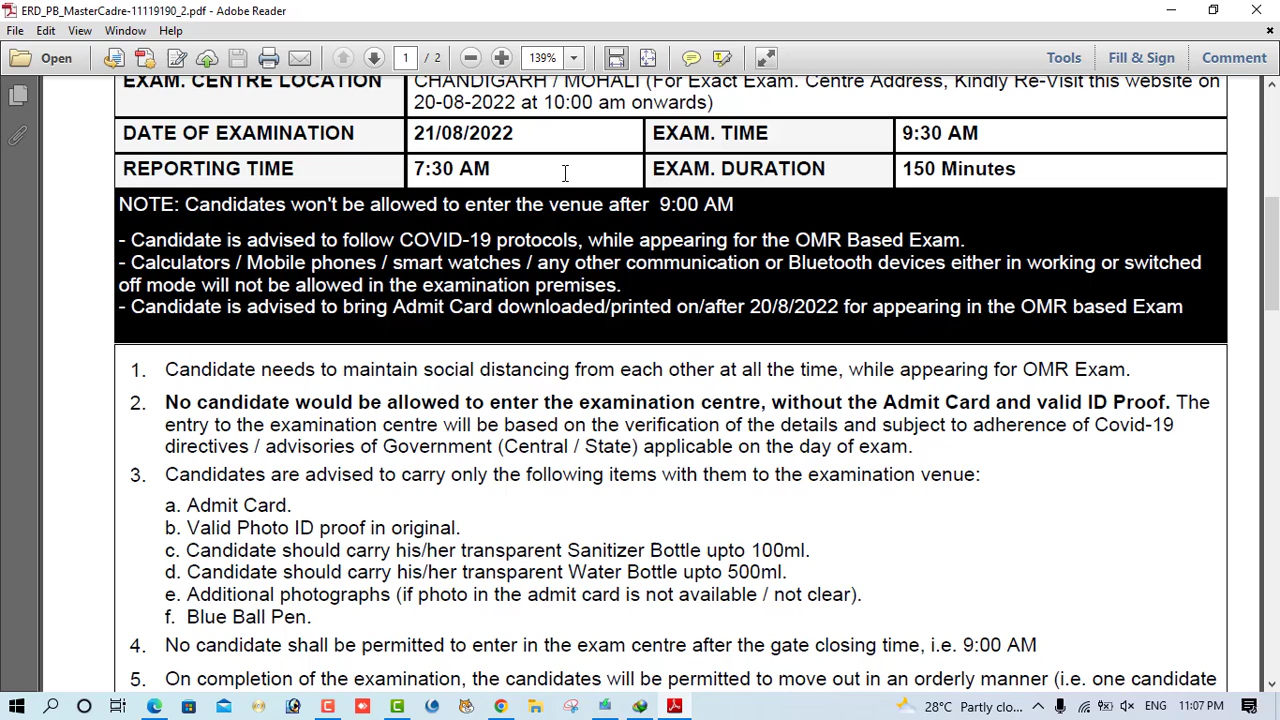 ERD_PB_MasterCadre-11119190_2.pdf - Adobe Reader
File Edit View Window Help
Open 1 / 2 139% Tools Fill & Sign Comment
EXAM. CENTRE LOCATION CHANDIGARH / MOHALI (For Exact Exam. Centre Address, Kindly Re-Visit this website on
20-08-2022 at 10:00 am onwards)
DATE OF EXAMINATION 21/08/2022 EXAM. TIME 9:30 AM
REPORTING TIME 7:30 AM EXAM. DURATION 150 Minutes
NOTE: Candidates won't be allowed to enter the venue after 9:00 AM
- Candidate is advised to follow COVID-19 protocols, while appearing for the OMR Based Exam.
- Calculators / Mobile phones / smart watches / any other communication or Bluetooth devices either in working or switched
off mode will not be allowed in the examination premises.
- Candidate is advised to bring Admit Card downloaded/printed on/after 20/8/2022 for appearing in the OMR based Exam
1. Candidate needs to maintain social distancing from each other at all the time, while appearing for OMR Exam.
2. No candidate would be allowed to enter the examination centre, without the Admit Card and valid ID Proof. The
entry to the examination centre will be based on the verification of the details and subject to adherence of Covid-19
directives / advisories of Government (Central / State) applicable on the day of exam.
3. Candidates are advised to carry only the following items with them to the examination venue:
a. Admit Card.
b. Valid Photo ID proof in original.
c. Candidate should carry his/her transparent Sanitizer Bottle upto 100ml.
d. Candidate should carry his/her transparent Water Bottle upto 500ml.
e. Additional photographs (if photo in the admit card is not available / not clear).
f. Blue Ball Pen.
4. No candidate shall be permitted to enter in the exam centre after the gate closing time, i.e. 9:00 AM
5. On completion of the examination, the candidates will be permitted to move out in an orderly manner (i.e. one candidate
28°C Partly clo... ENG 11:07 PM